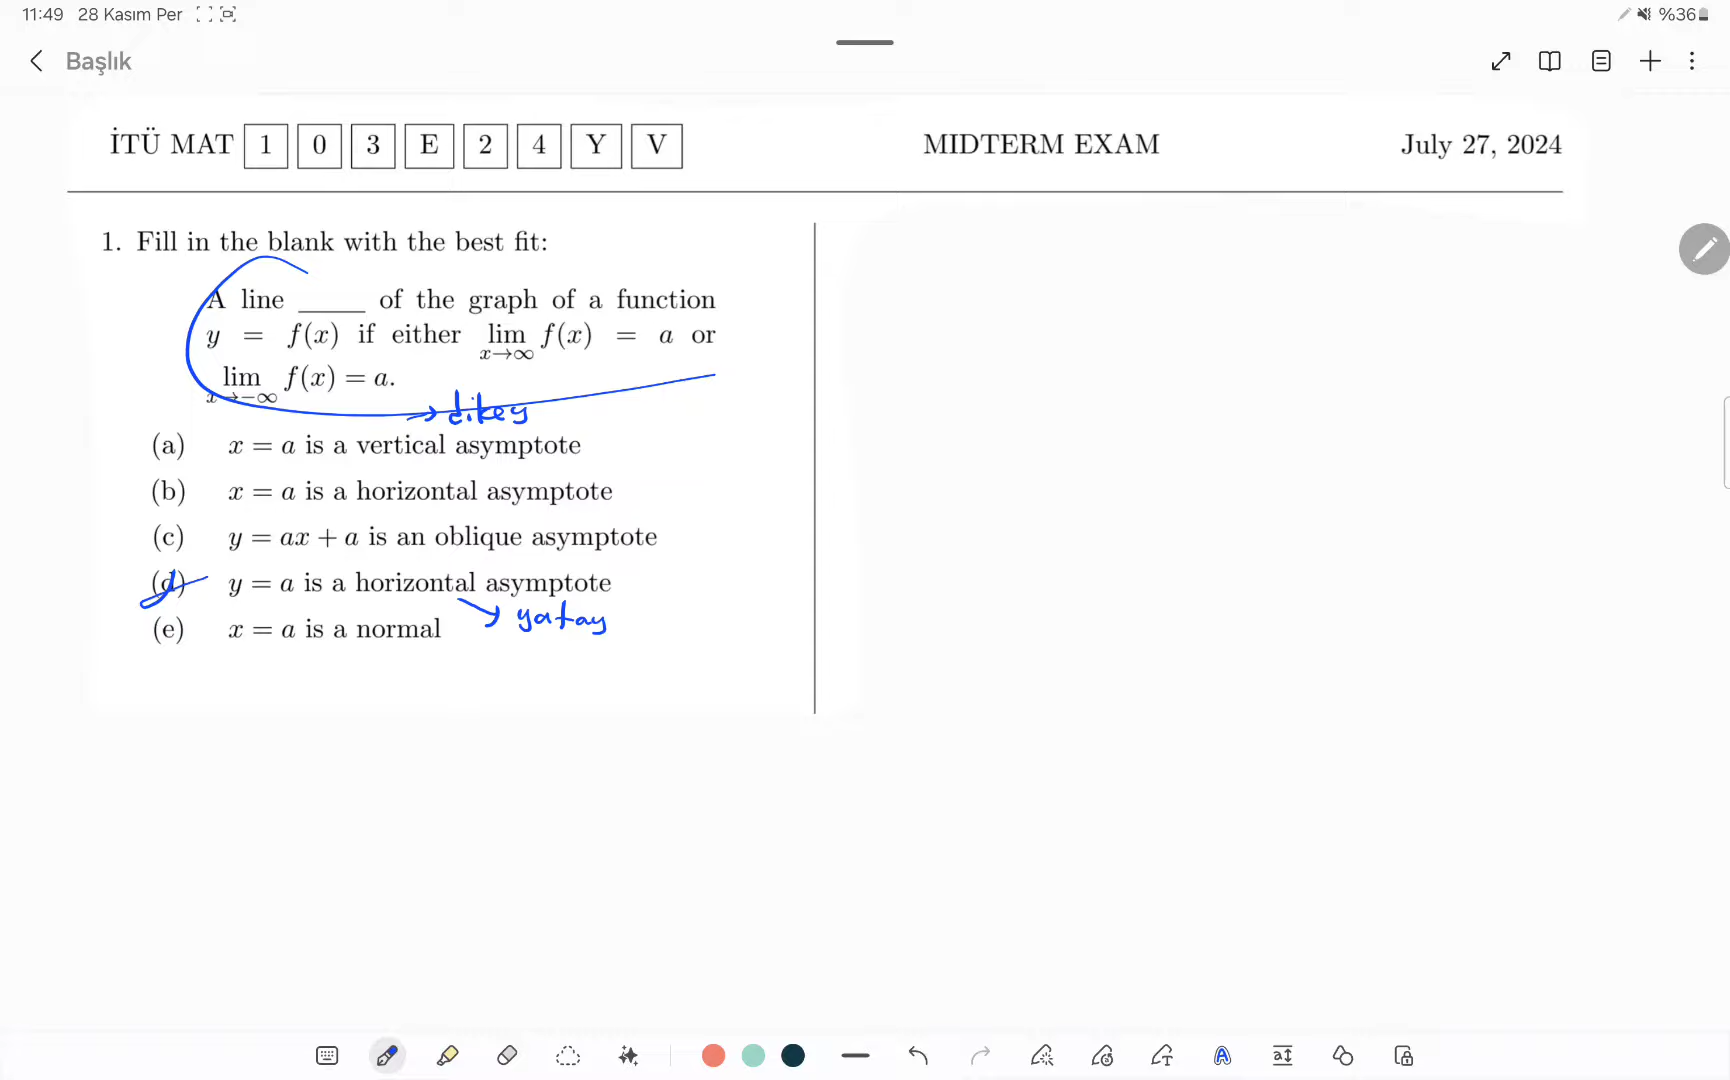 11:49 28 Kasım Per %36
Başlık
İTÜ MAT 1 0 3 E 2 4 Y V MIDTERM EXAM July 27, 2024
1. Fill in the blank with the best fit:
A line ____ of the graph of a function
y = f(x) if either lim x→∞ f(x) = a or
lim x→−∞ f(x) = a.
→ dikey
(a) x = a is a vertical asymptote
(b) x = a is a horizontal asymptote
(c) y = ax + a is an oblique asymptote
(d) y = a is a horizontal asymptote
→ yatay
(e) x = a is a normal